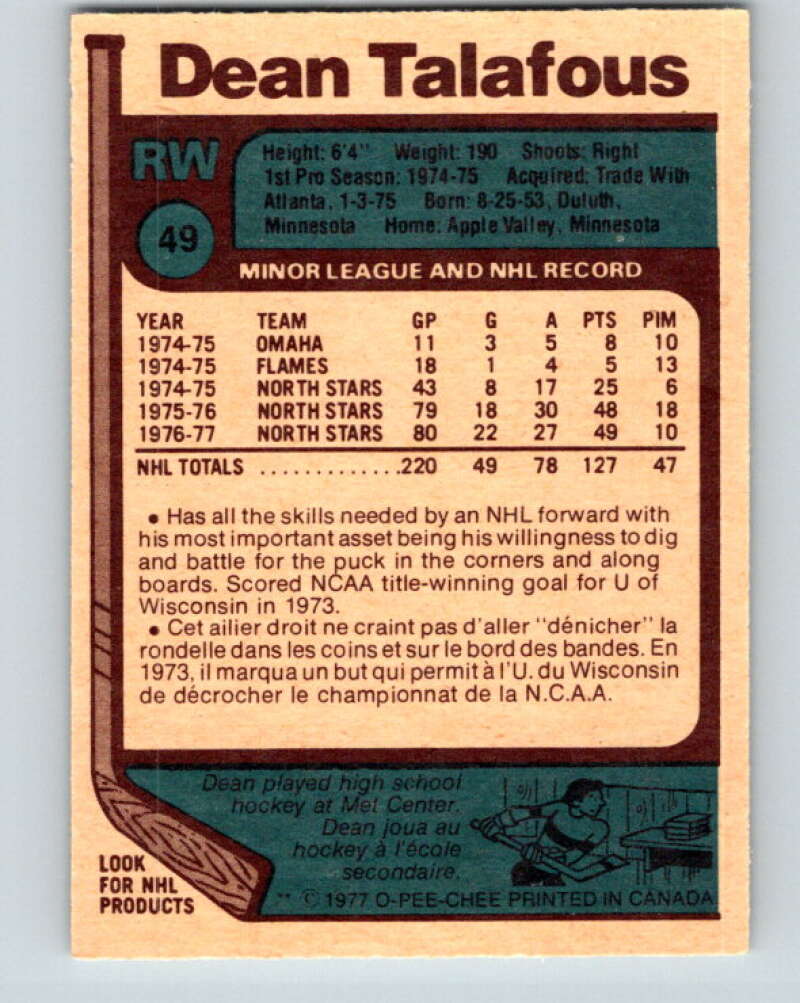 Dean Talafous
RW
49
Height: 6'4" Weight: 190 Shoots: Right
1st Pro Season: 1974-75 Acquired: Trade With
Atlanta, 1-3-75 Born: 8-25-53, Duluth,
Minnesota Home: Apple Valley, Minnesota
MINOR LEAGUE AND NHL RECORD
YEAR TEAM GP G A PTS PIM
1974-75 OMAHA 11 3 5 8 10
1974-75 FLAMES 18 1 4 5 13
1974-75 NORTH STARS 43 8 17 25 6
1975-76 NORTH STARS 79 18 30 48 18
1976-77 NORTH STARS 80 22 27 49 10
NHL TOTALS .............220 49 78 127 47
• Has all the skills needed by an NHL forward with
his most important asset being his willingness to dig
and battle for the puck in the corners and along
boards. Scored NCAA title-winning goal for U of
Wisconsin in 1973.
• Cet ailier droit ne craint pas d'aller "dénicher" la
rondelle dans les coins et sur le bord des bandes. En
1973, il marqua un but qui permit à l'U. du Wisconsin
de décrocher le championnat de la N.C.A.A.
Dean played high school
hockey at Met Center.
Dean joua au
hockey à l'école
secondaire.
LOOK
FOR NHL
PRODUCTS
** © 1977 O-PEE-CHEE PRINTED IN CANADA